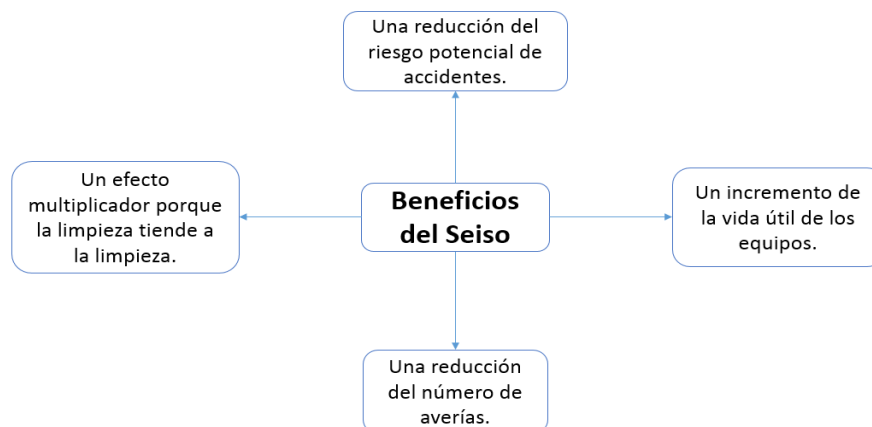 Una reducción del
riesgo potencial de
accidentes.
Un efecto
multiplicador porque
la limpieza tiende a
la limpieza.
Beneficios
del Seiso
Un incremento de
la vida útil de los
equipos.
Una reducción
del número de
averías.